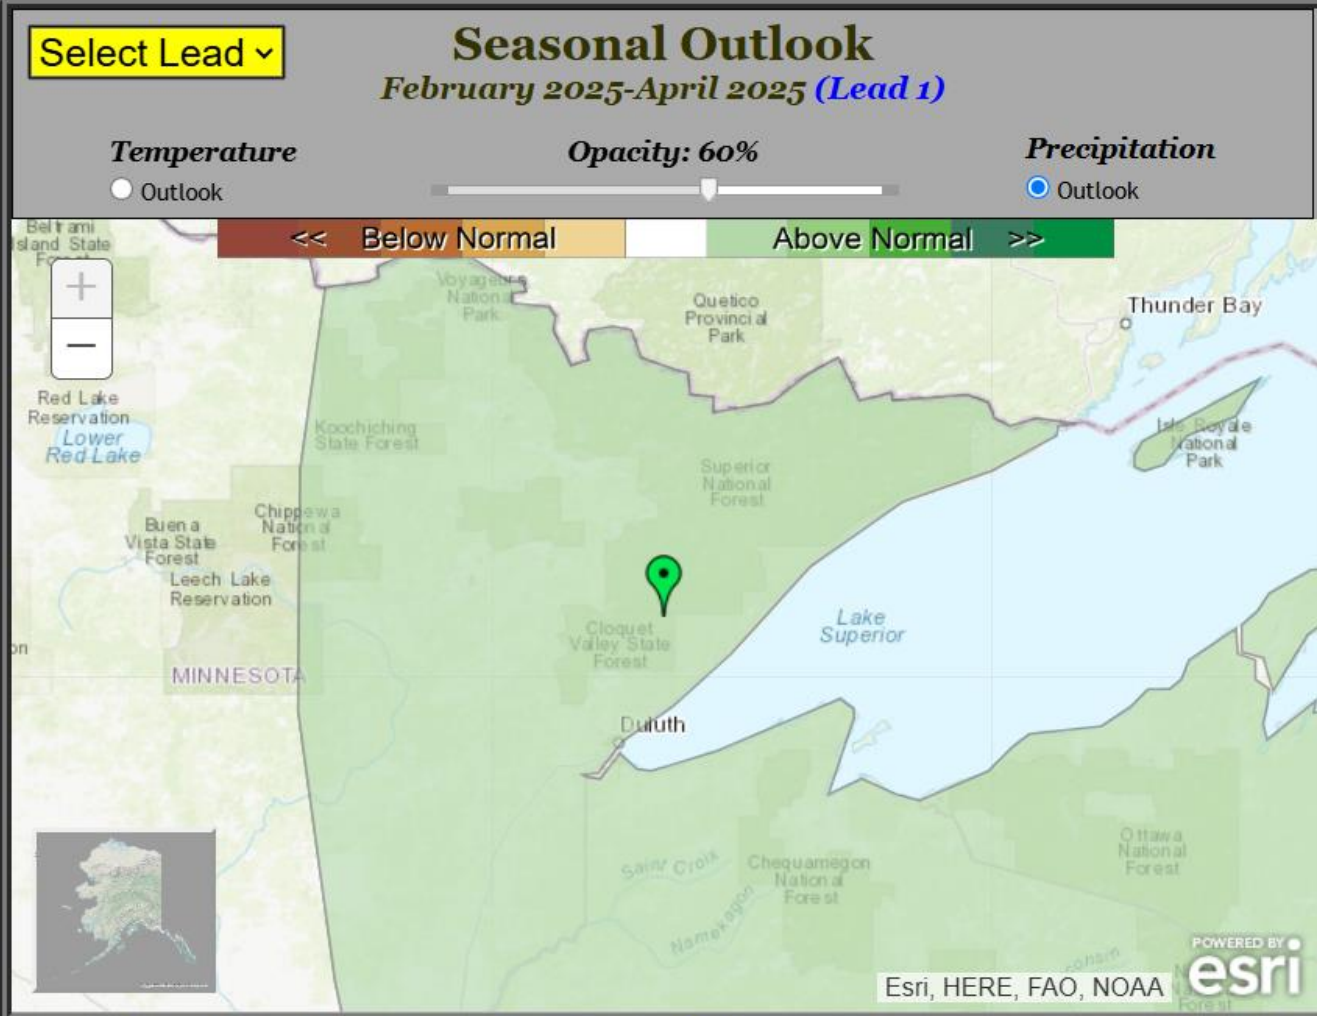 Select Lead
Seasonal Outlook
February 2025-April 2025 (Lead 1)
Temperature
Outlook
Opacity: 60%
Precipitation
Outlook
<< Below Normal
Above Normal >>
Beltrami
Island State
Forest
+
−
Voyageurs
National
Park
Quetico
Provincial
Park
Thunder Bay
Red Lake
Reservation
Lower
Red Lake
Koochiching
State Forest
Isle Royale
National
Park
Superior
National
Forest
Chippewa
National
Forest
Buena
Vista State
Forest
Leech Lake
Reservation
Cloquet
Valley State
Forest
Lake
Superior
on
MINNESOTA
Duluth
Saint Croix
Namekagon
Chequamegon
National
Forest
Ottawa
National
Forest
consin
Forest
POWERED BY
esri
Esri, HERE, FAO, NOAA